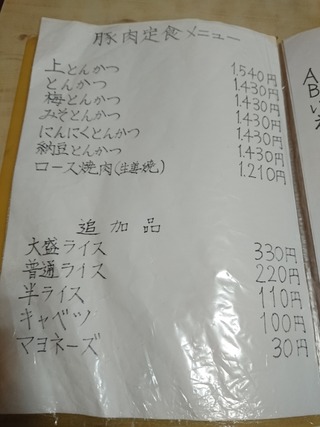 豚肉定食メニュー
上とんかつ 1.540円
とんかつ 1.430円
梅とんかつ 1.430円
みそとんかつ 1.430円
にんにくとんかつ 1.430円
納豆とんかつ 1.430円
ロース焼肉(生姜焼) 1.210円
追加品
大盛ライス 330円
普通ライス 220円
半ライス 110円
キャベツ 100円
マヨネーズ 30円
A
B